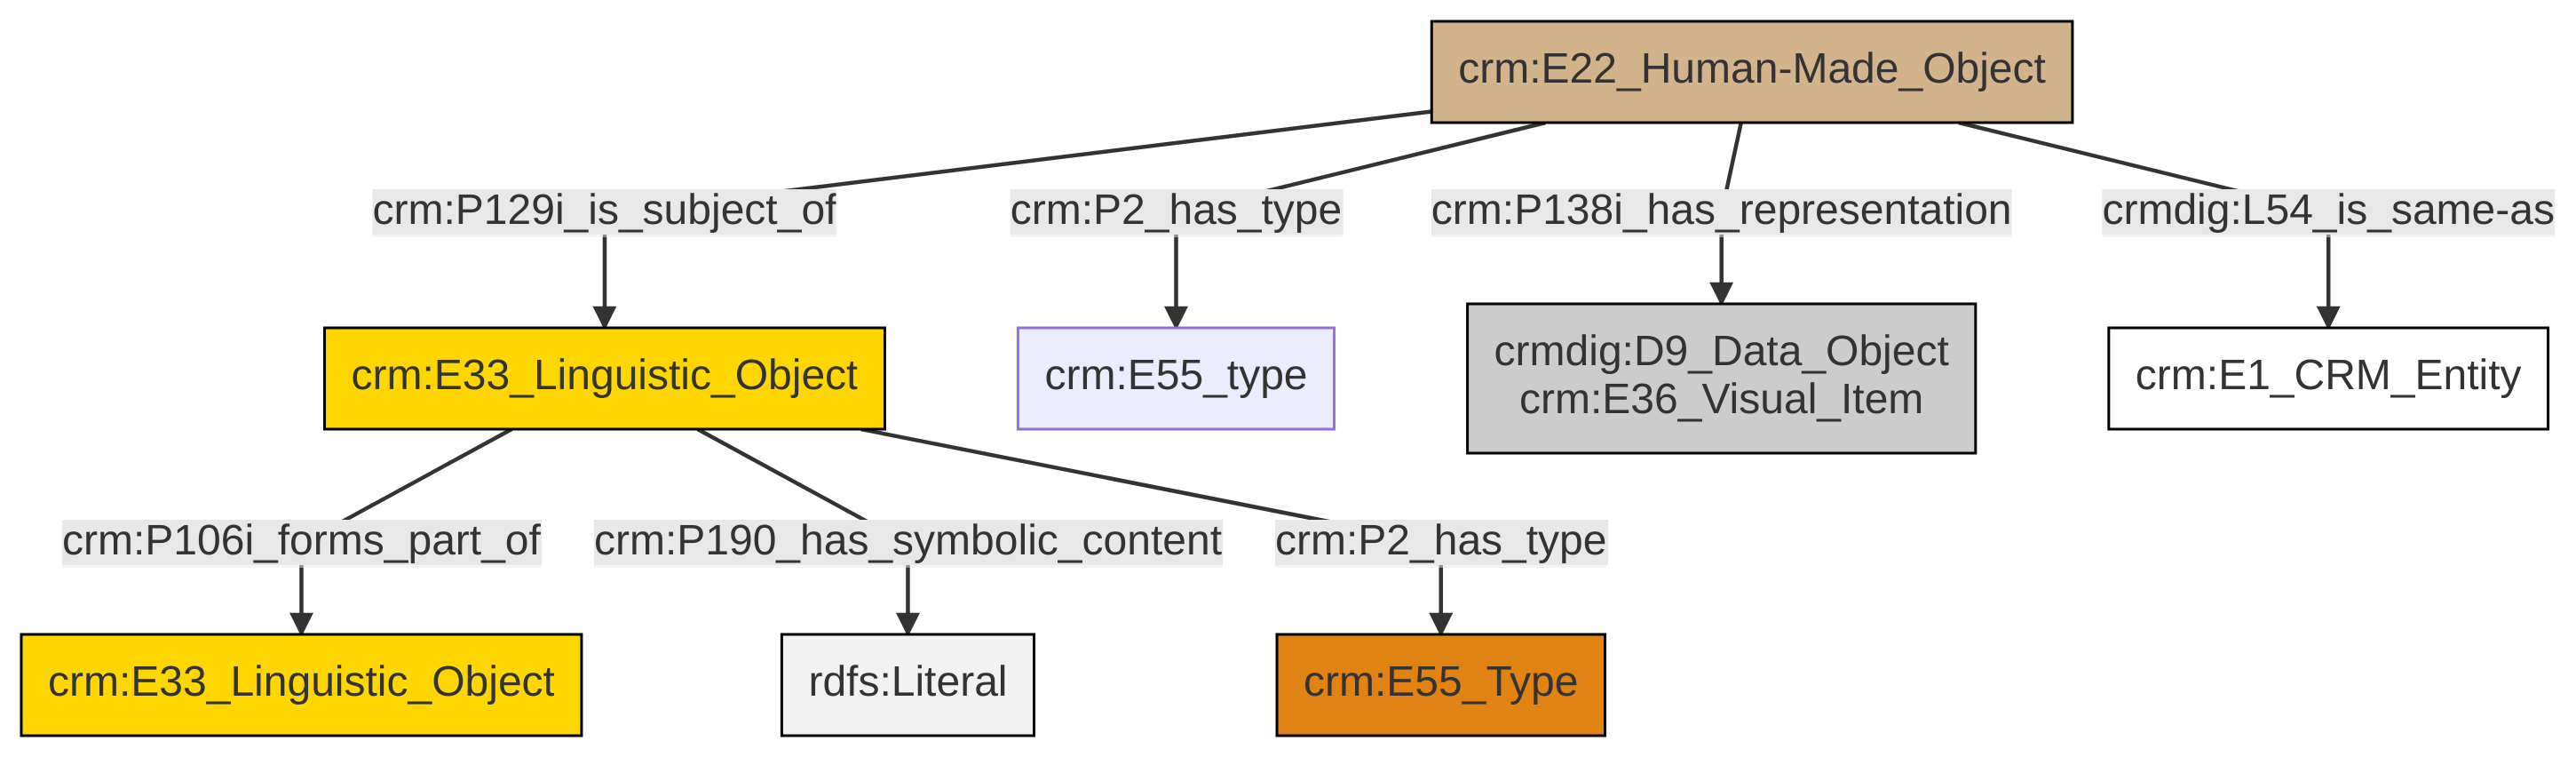 crm:E22_Human-Made_Object
crm:P129i_is_subject_of
crm:P2_has_type
crm:P138i_has_representation
crmdig:L54_is_same-as
crm:E33_Linguistic_Object
crm:E55_type
crmdig:D9_Data_Object
crm:E36_Visual_Item
crm:E1_CRM_Entity
crm:P106i_forms_part_of
crm:P190_has_symbolic_content
crm:P2_has_type
crm:E33_Linguistic_Object
rdfs:Literal
crm:E55_Type